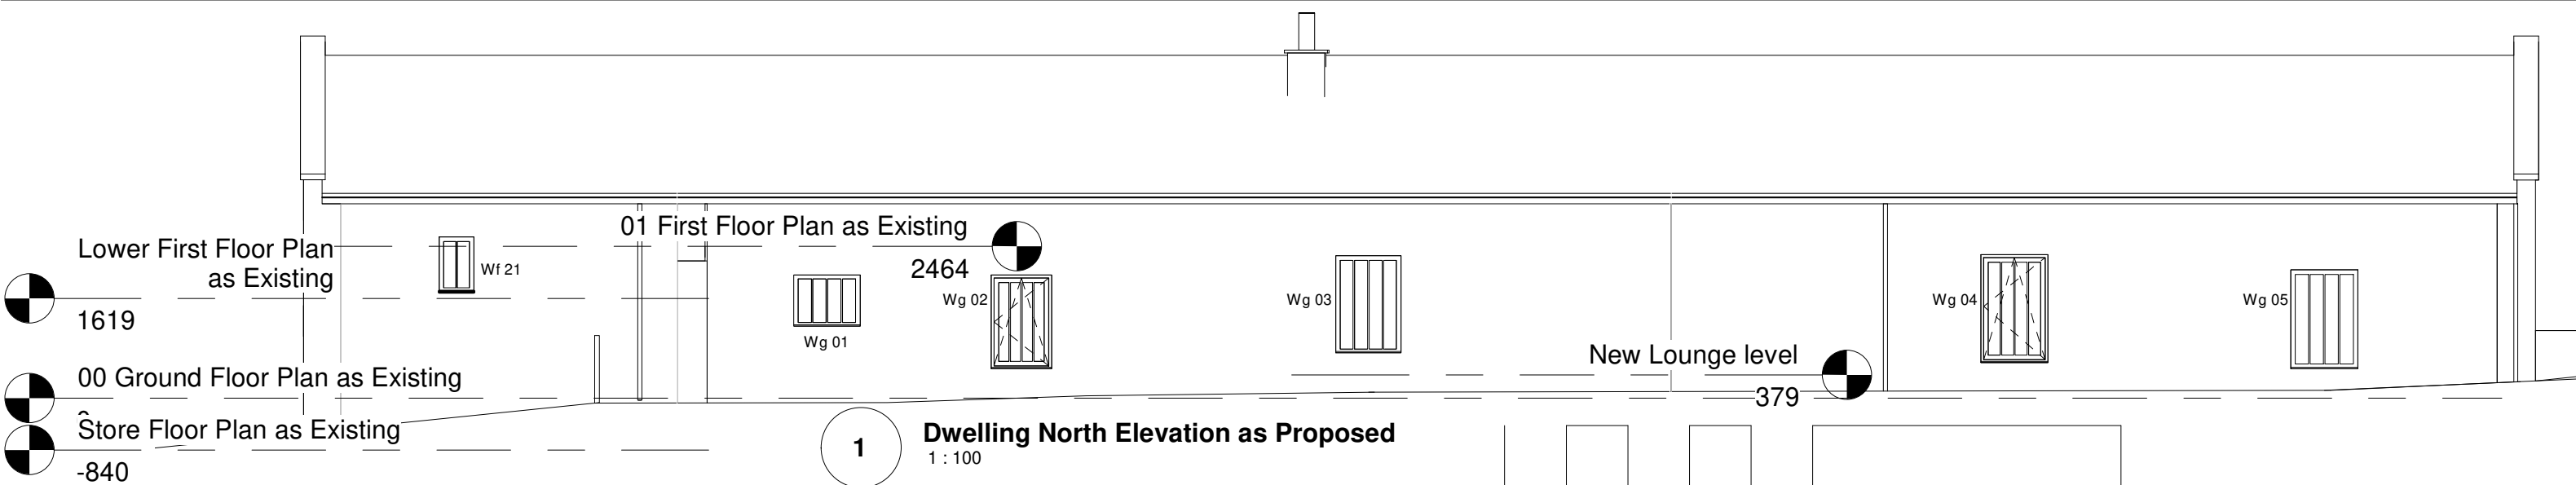 01 First Floor Plan as Existing
2464
Lower First Floor Plan
as Existing
1619
Wf 21
Wg 01
Wg 02
Wg 03
Wg 04
Wg 05
New Lounge level
379
00 Ground Floor Plan as Existing
Store Floor Plan as Existing
-840
1
Dwelling North Elevation as Proposed
1 : 100